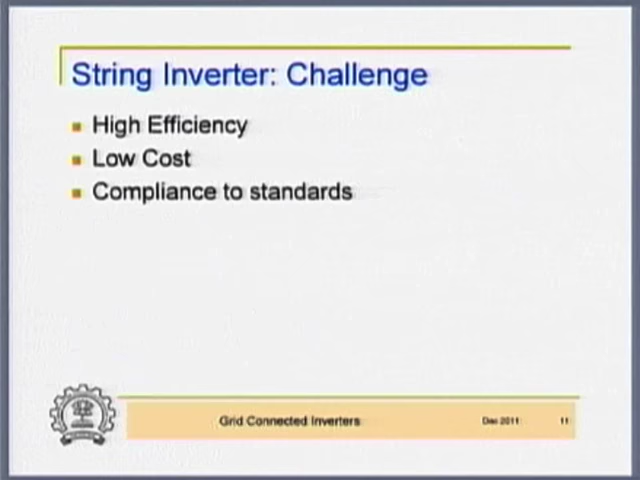 String Inverter: Challenge
High Efficiency
Low Cost
Compliance to standards
Grid Connected Inverters
Dec 2011
11